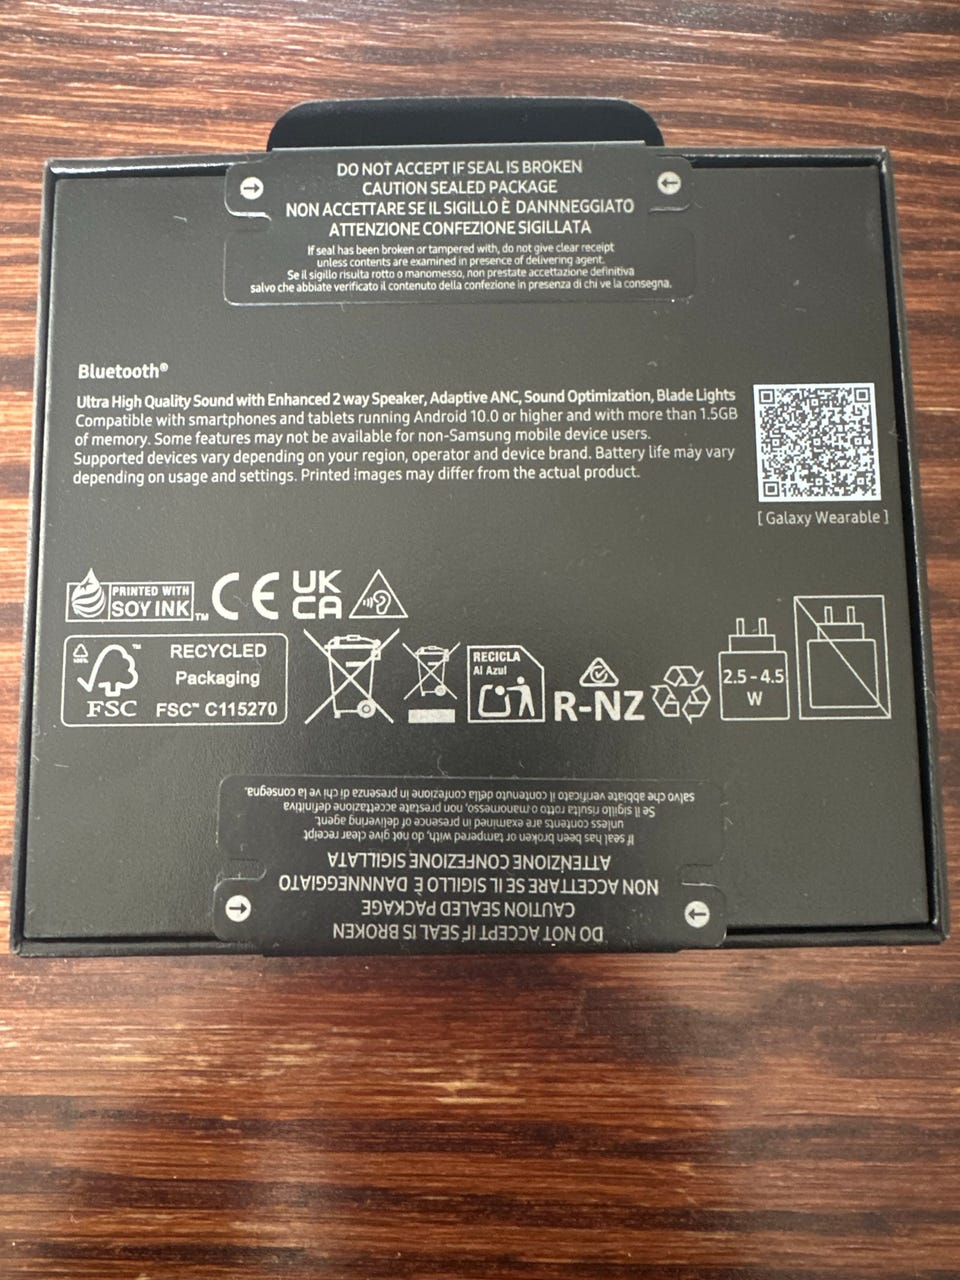 DO NOT ACCEPT IF SEAL IS BROKEN
CAUTION SEALED PACKAGE
NON ACCETTARE SE IL SIGILLO È DANNNEGGIATO
ATTENZIONE CONFEZIONE SIGILLATA
If seal has been broken or tampered with, do not give clear receipt
unless contents are examined in presence of delivering agent.
Se il sigillo risulta rotto o manomesso, non prestate accettazione definitiva
salvo che abbiate verificato il contenuto della confezione in presenza di chi ve la consegna.
Bluetooth®
Ultra High Quality Sound with Enhanced 2 way Speaker, Adaptive ANC, Sound Optimization, Blade Lights
Compatible with smartphones and tablets running Android 10.0 or higher and with more than 1.5GB
of memory. Some features may not be available for non-Samsung mobile device users.
Supported devices vary depending on your region, operator and device brand. Battery life may vary
depending on usage and settings. Printed images may differ from the actual product.
[ Galaxy Wearable ]
PRINTED WITH
SOY INK™
CE
UK
CA
100%
FSC™
RECYCLED
Packaging
FSC™ C115270
RECICLA
Al Azul
R-NZ
2.5 - 4.5
W
DO NOT ACCEPT IF SEAL IS BROKEN
CAUTION SEALED PACKAGE
NON ACCETTARE SE IL SIGILLO È DANNNEGGIATO
ATTENZIONE CONFEZIONE SIGILLATA
If seal has been broken or tampered with, do not give clear receipt
unless contents are examined in presence of delivering agent.
Se il sigillo risulta rotto o manomesso, non prestate accettazione definitiva
salvo che abbiate verificato il contenuto della confezione in presenza di chi ve la consegna.